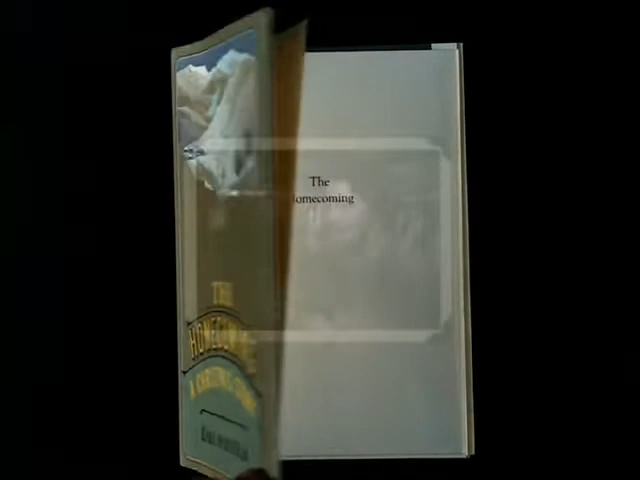 THE
HOMECOMING
A CHRISTMAS STORY
The
omecoming